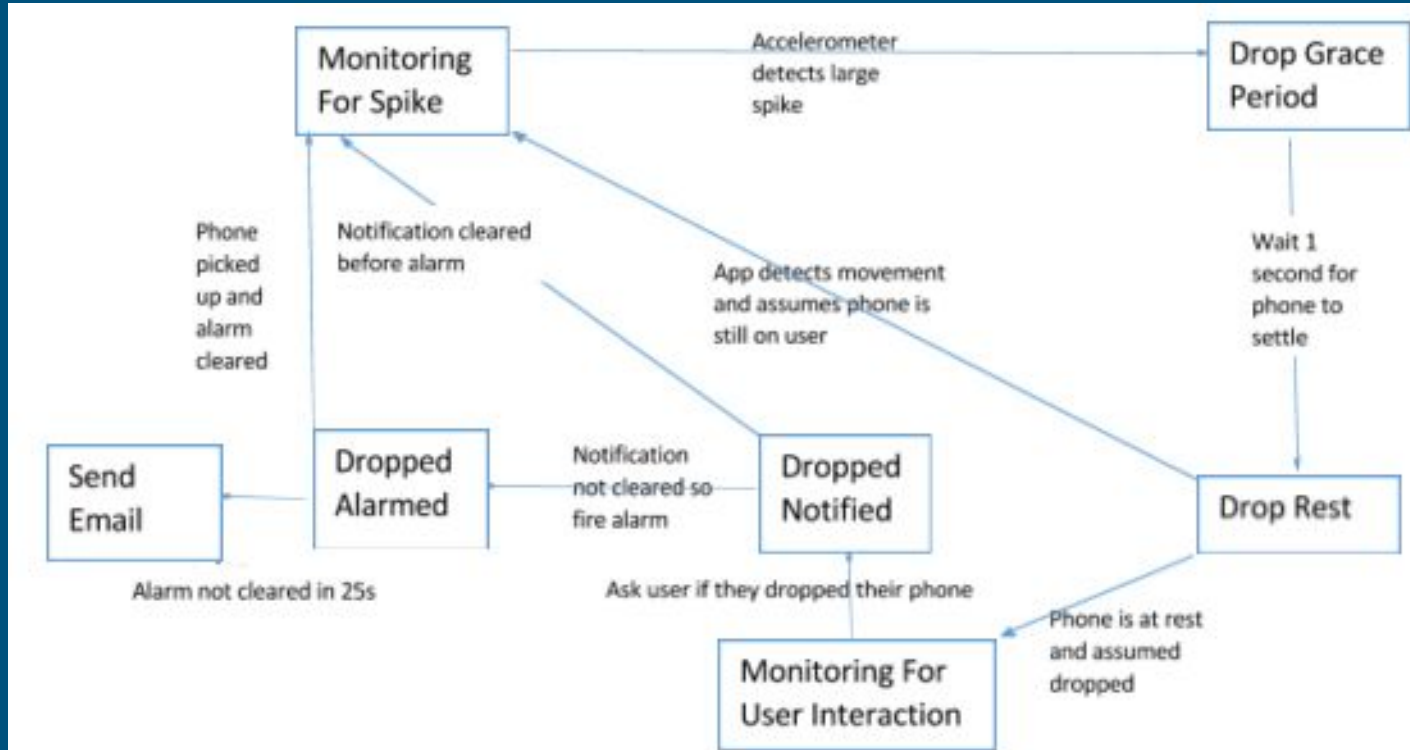 Monitoring
For Spike
Accelerometer
detects large
spike
Drop Grace
Period
Phone
picked
up and
alarm
cleared
Notification cleared
before alarm
App detects movement
and assumes phone is
still on user
Wait 1
second for
phone to
settle
Send
Email
Dropped
Alarmed
Notification
not cleared so
fire alarm
Dropped
Notified
Drop Rest
Alarm not cleared in 25s
Ask user if they dropped their phone
Phone is at rest
and assumed
dropped
Monitoring For
User Interaction